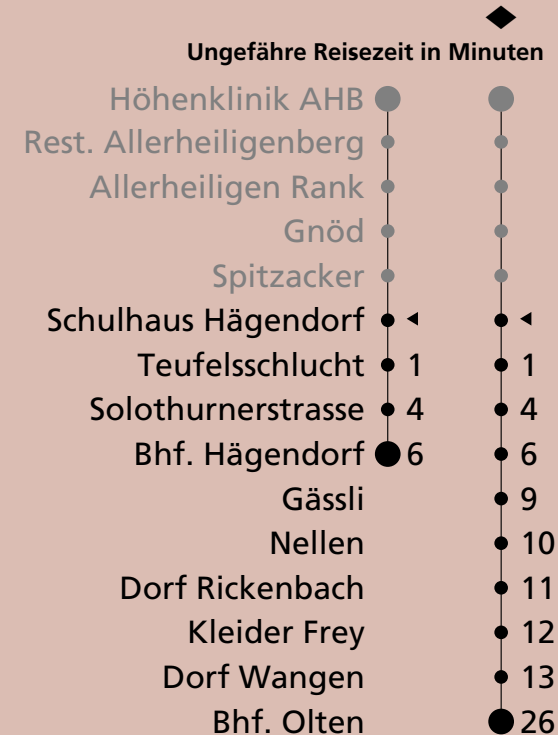 Ungefähre Reisezeit in Minuten
Höhenklinik AHB
Rest. Allerheiligenberg
Allerheiligen Rank
Gnöd
Spitzacker
Schulhaus Hägendorf
Teufelsschlucht 1 1
Solothurnerstrasse 4 4
Bhf. Hägendorf 6 6
Gässli 9
Nellen 10
Dorf Rickenbach 11
Kleider Frey 12
Dorf Wangen 13
Bhf. Olten 26